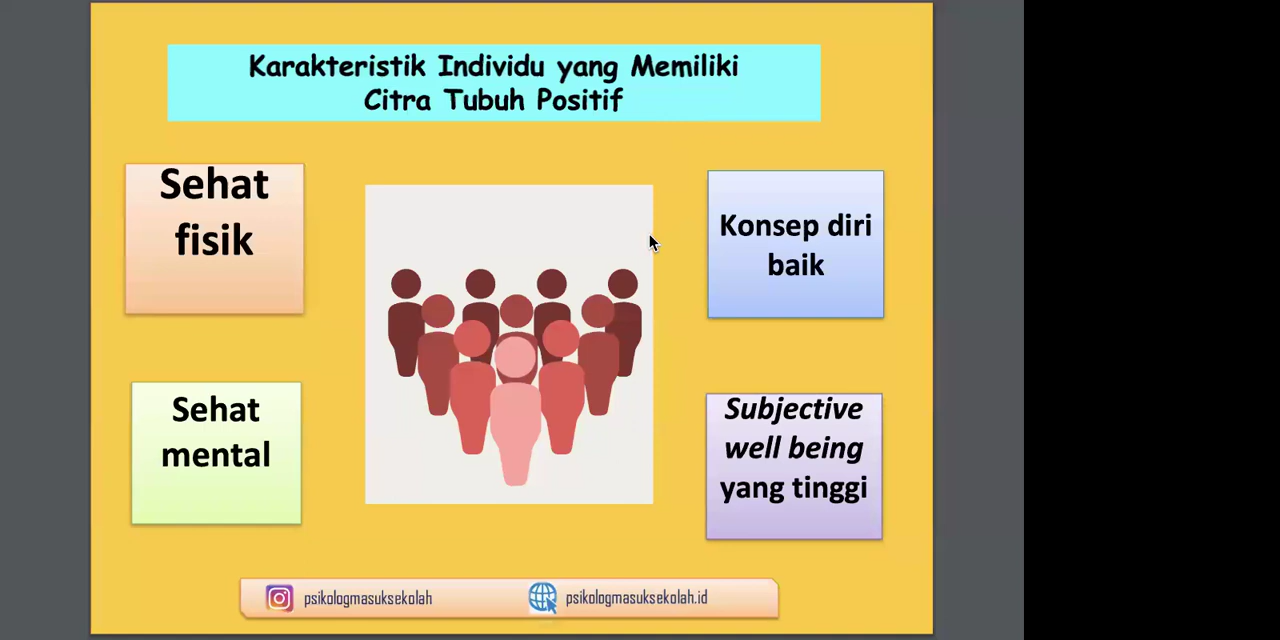 Karakteristik Individu yang Memiliki
Citra Tubuh Positif
Sehat
fisik
Konsep diri
baik
Sehat
mental
Subjective
well being
yang tinggi
psikologmasuksekolah
psikologmasuksekolah.id